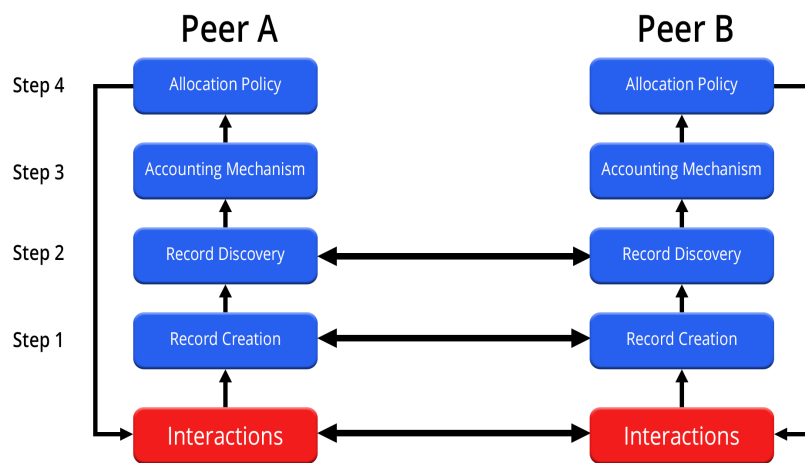 Peer A
Peer B
Step 4
Allocation Policy
Allocation Policy
Step 3
Accounting Mechanism
Accounting Mechanism
Step 2
Record Discovery
Record Discovery
Step 1
Record Creation
Record Creation
Interactions
Interactions